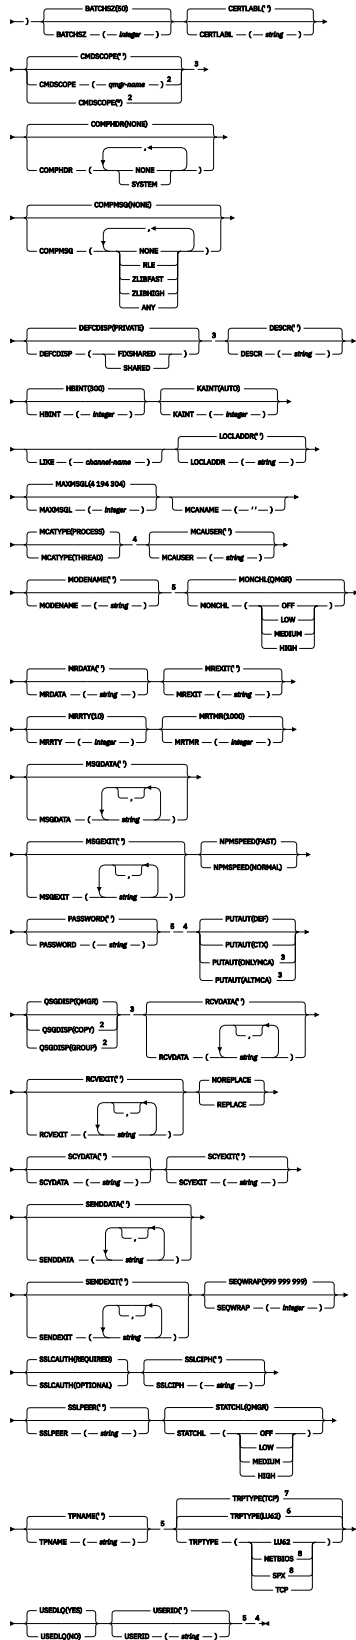 BATCHSZ(50) CERTLABL(' ')
) BATCHSZ ( integer ) CERTLABL ( string )
CMDSCOPE(' ') 3
CMDSCOPE ( qmgr-name ) 2
CMDSCOPE(*) 2
COMPHDR(NONE)
,
COMPHDR ( NONE )
SYSTEM
COMPMSG(NONE)
,
COMPMSG ( NONE )
RLE
ZLIBFAST
ZLIBHIGH
ANY
DEFCDISP(PRIVATE) 3 DESCR(' ')
DEFCDISP ( FIXSHARED ) DESCR ( string )
SHARED
HBINT(300) KAINT(AUTO)
HBINT ( integer ) KAINT ( integer )
LOCLADDR(' ')
LIKE ( channel-name ) LOCLADDR ( string )
MAXMSGL(4 194 304)
MAXMSGL ( integer ) MCANAME ( ' ' )
MCATYPE(PROCESS) 4 MCAUSER(' ')
MCATYPE(THREAD) MCAUSER ( string )
MODENAME(' ') 5 MONCHL(QMGR)
MODENAME ( string ) MONCHL ( OFF )
LOW
MEDIUM
HIGH
MRDATA(' ') MREXIT(' ')
MRDATA ( string ) MREXIT ( string )
MRRTY(10) MRTMR(1000)
MRRTY ( integer ) MRTMR ( integer )
MSGDATA(' ')
,
MSGDATA ( string )
MSGEXIT(' ') NPMSPEED(FAST)
, NPMSPEED(NORMAL)
MSGEXIT ( string )
PASSWORD(' ') 5 4 PUTAUT(DEF)
PASSWORD ( string ) PUTAUT(CTX)
PUTAUT(ONLYMCA) 3
PUTAUT(ALTMCA) 3
QSGDISP(QMGR) 3 RCVDATA(' ')
QSGDISP(COPY) 2 ,
QSGDISP(GROUP) 2 RCVDATA ( string )
RCVEXIT(' ') NOREPLACE
, REPLACE
RCVEXIT ( string )
SCYDATA(' ') SCYEXIT(' ')
SCYDATA ( string ) SCYEXIT ( string )
SENDDATA(' ')
,
SENDDATA ( string )
SENDEXIT(' ') SEQWRAP(999 999 999)
, SEQWRAP ( integer )
SENDEXIT ( string )
SSLCAUTH(REQUIRED) SSLCIPH(' ')
SSLCAUTH(OPTIONAL) SSLCIPH ( string )
SSLPEER(' ') STATCHL(QMGR)
SSLPEER ( string ) STATCHL ( OFF )
LOW
MEDIUM
HIGH
TRPTYPE(TCP) 7
TPNAME(' ') 5 TRPTYPE(LU62) 6
TPNAME ( string ) TRPTYPE ( LU62 )
NETBIOS 8
SPX 8
TCP
USEDLQ(YES) USERID(' ') 5 4
USEDLQ(NO) USERID ( string )